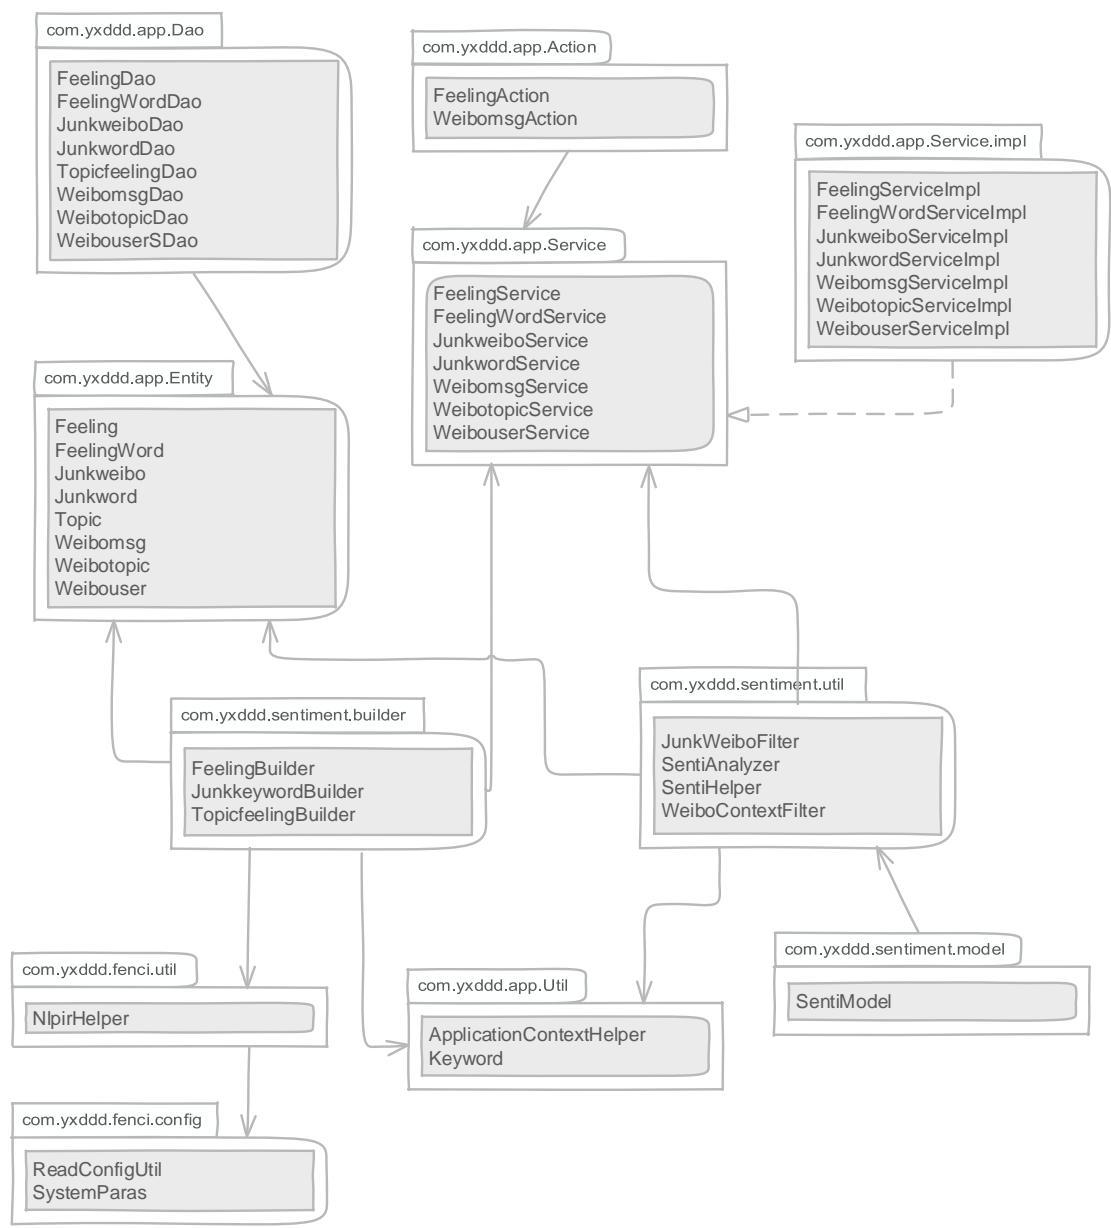 com.yxddd.app.Dao
FeelingDao
FeelingWordDao
JunkweiboDao
JunkwordDao
TopicfeelingDao
WeibomsgDao
WeibotopicDao
WeibouserSDao
com.yxddd.app.Action
FeelingAction
WeibomsgAction
com.yxddd.app.Service.impl
FeelingServiceImpl
FeelingWordServiceImpl
JunkweiboServiceImpl
JunkwordServiceImpl
WeibomsgServiceImpl
WeibotopicServiceImpl
WeibouserServiceImpl
com.yxddd.app.Service
FeelingService
FeelingWordService
JunkweiboService
JunkwordService
WeibomsgService
WeibotopicService
WeibouserService
com.yxddd.app.Entity
Feeling
FeelingWord
Junkweibo
Junkword
Topic
Weibomsg
Weibotopic
Weibouser
com.yxddd.sentiment.builder
FeelingBuilder
JunkkeywordBuilder
TopicfeelingBuilder
com.yxddd.sentiment.util
JunkWeiboFilter
SentiAnalyzer
SentiHelper
WeiboContextFilter
com.yxddd.fenci.util
NlpirHelper
com.yxddd.app.Util
ApplicationContextHelper
Keyword
com.yxddd.sentiment.model
SentiModel
com.yxddd.fenci.config
ReadConfigUtil
SystemParas